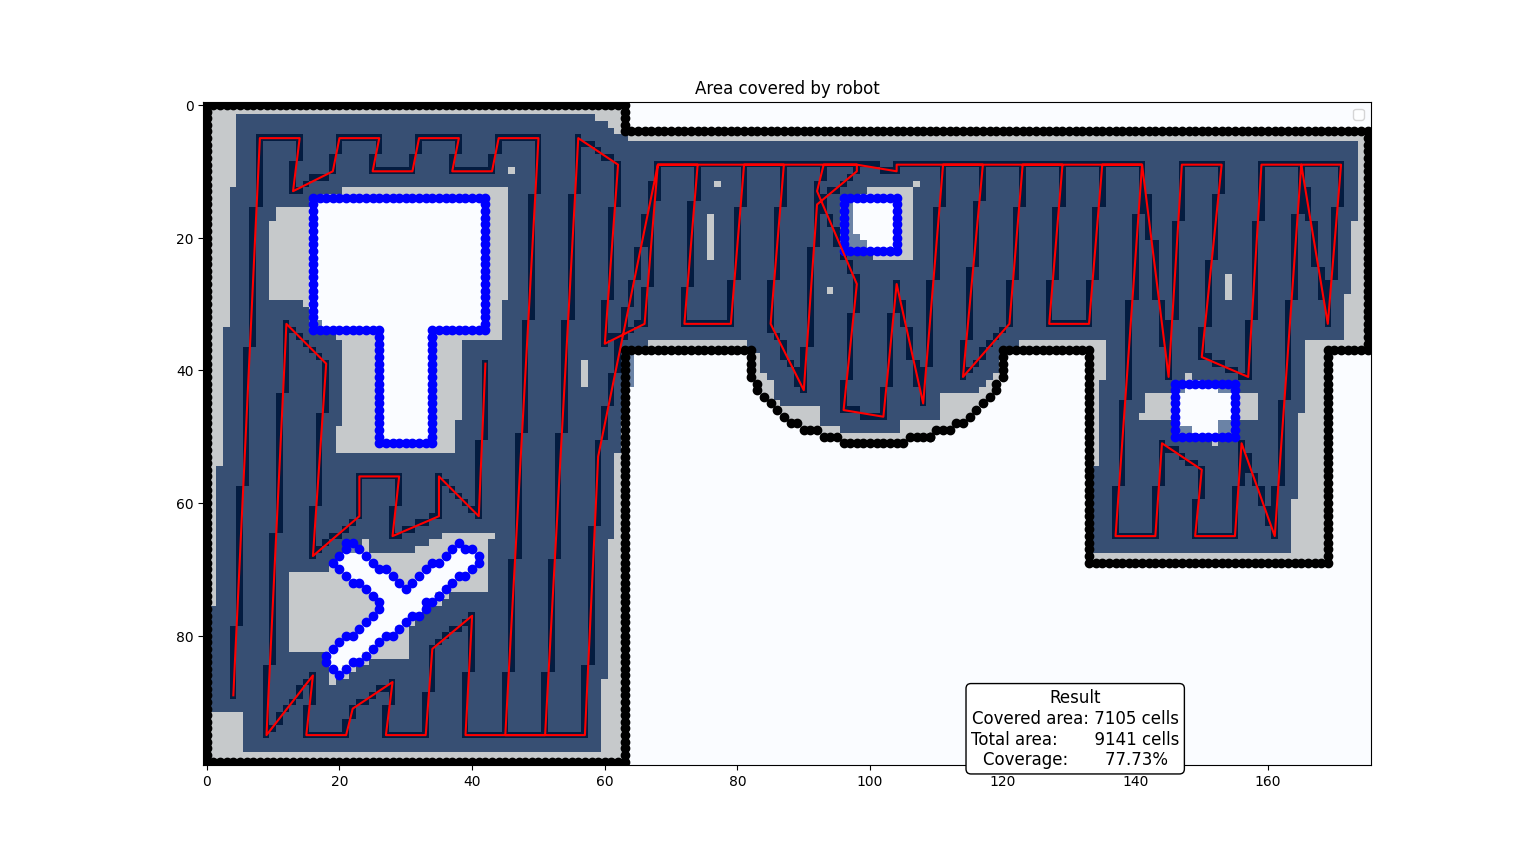 Area covered by robot
0
20
40
60
80
Result
Covered area: 7105 cells
Total area: 9141 cells
Coverage: 77.73%
0 20 40 60 80 100 120 140 160